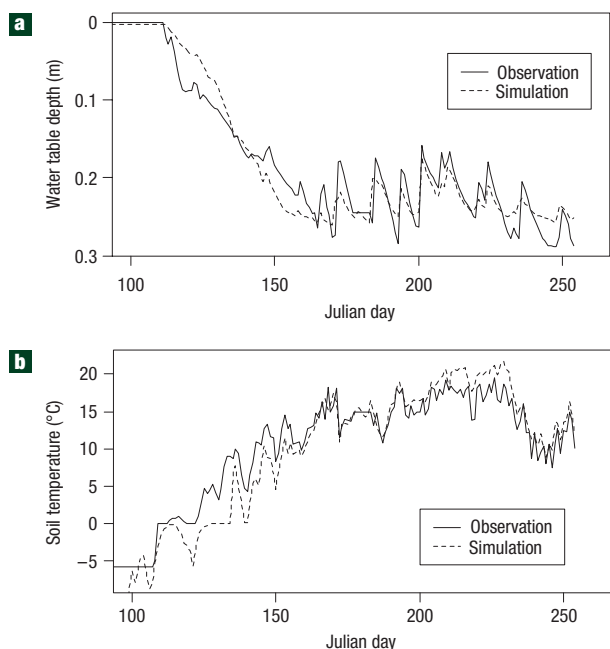 a
0
0.1
0.2
0.3
Water table depth (m)
Observation
Simulation
100
150
200
250
Julian day
b
20
15
10
5
0
−5
Soil temperature (°C)
Observation
Simulation
100
150
200
250
Julian day